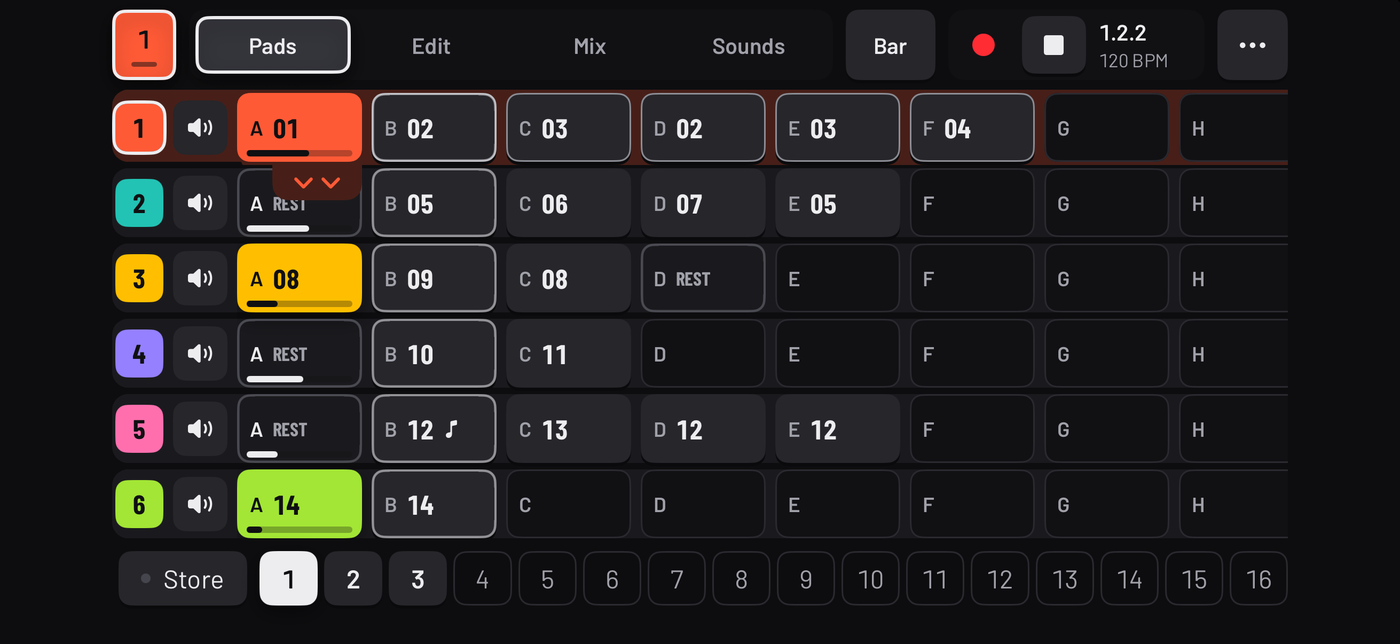 1 Pads Edit Mix Sounds Bar 1.2.2
120 BPM
1 A 01 B 02 C 03 D 02 E 03 F 04 G H
2 A REST B 05 C 06 D 07 E 05 F G H
3 A 08 B 09 C 08 D REST E F G H
4 A REST B 10 C 11 D E F G H
5 A REST B 12 C 13 D 12 E 12 F G H
6 A 14 B 14 C D E F G H
Store 1 2 3 4 5 6 7 8 9 10 11 12 13 14 15 16